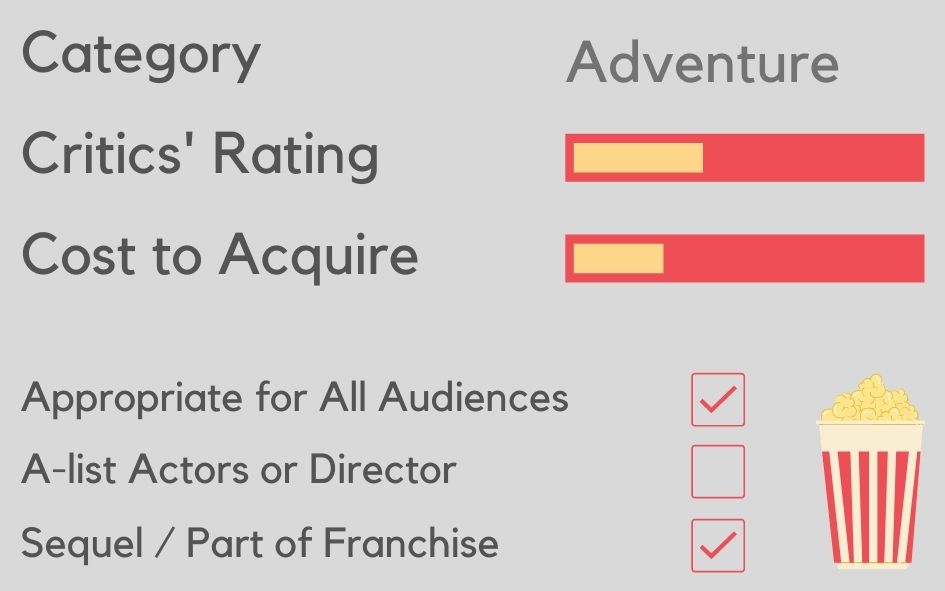 Category
Adventure
Critics' Rating
Cost to Acquire
Appropriate for All Audiences
A-list Actors or Director
Sequel / Part of Franchise